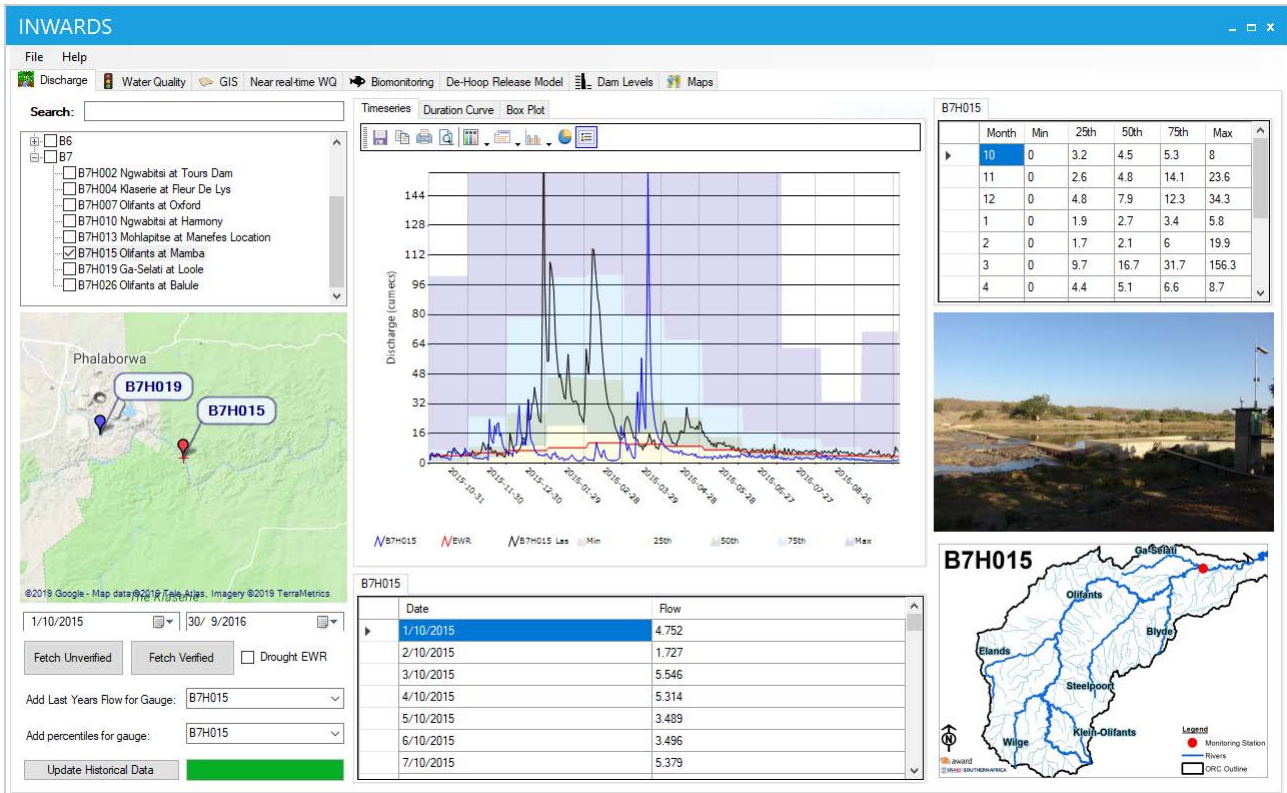 INWARDS
File Help
Discharge Water Quality GIS Near real-time WQ Biomonitoring De-Hoop Release Model Dam Levels Maps
Search:
B6
B7
B7H002 Ngwabitsi at Tours Dam
B7H004 Klaserie at Fleur De Lys
B7H007 Olifants at Oxford
B7H010 Ngwabitsi at Harmony
B7H013 Mohlapitse at Manefes Location
B7H015 Olifants at Mamba
B7H019 Ga-Selati at Loole
B7H026 Olifants at Balule
Phalaborwa
B7H019
B7H015
The Klaserie
©2019 Google - Map data ©2019 Tele Atlas, Imagery ©2019 TerraMetrics
1/10/2015 30/ 9/2016
Fetch Unverified Fetch Verified Drought EWR
Add Last Years Flow for Gauge: B7H015
Add percentiles for gauge: B7H015
Update Historical Data
Timeseries Duration Curve Box Plot
Discharge (cumecs)
144
128
112
96
80
64
48
32
16
0
2015-10-31 2015-11-30 2015-12-30 2016-01-29 2016-02-28 2016-03-29 2016-04-28 2016-05-28 2016-06-27 2016-07-27 2016-08-26
B7H015 EWR B7H015 Las Min 25th 50th 75th Max
B7H015
Date Flow
1/10/2015 4.752
2/10/2015 1.727
3/10/2015 5.546
4/10/2015 5.314
5/10/2015 3.489
6/10/2015 3.496
7/10/2015 5.379
B7H015
Month Min 25th 50th 75th Max
10 0 3.2 4.5 5.3 8
11 0 2.6 4.8 14.1 23.6
12 0 4.8 7.9 12.3 34.3
1 0 1.9 2.7 3.4 5.8
2 0 1.7 2.1 6 19.9
3 0 9.7 16.7 31.7 156.3
4 0 4.4 5.1 6.6 8.7
B7H015
Ga-Selati
Olifants
Blyde
Elands
Steelpoort
Klein-Olifants
Wilge
N
award
USAID SOUTHERN AFRICA
Legend
Monitoring Station
Rivers
ORC Outline